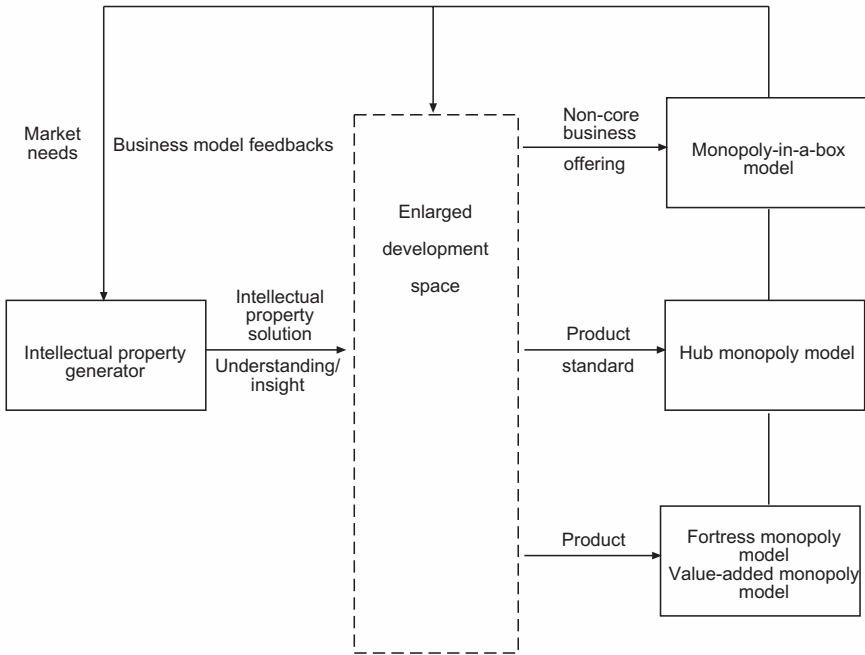 Market
needs
Business model feedbacks
Intellectual property
generator
Intellectual property
solution
Understanding/
insight
Enlarged
development
space
Non-core
business
offering
Monopoly-in-a-box
model
Product
standard
Hub monopoly model
Product
Fortress monopoly
model
Value-added monopoly
model